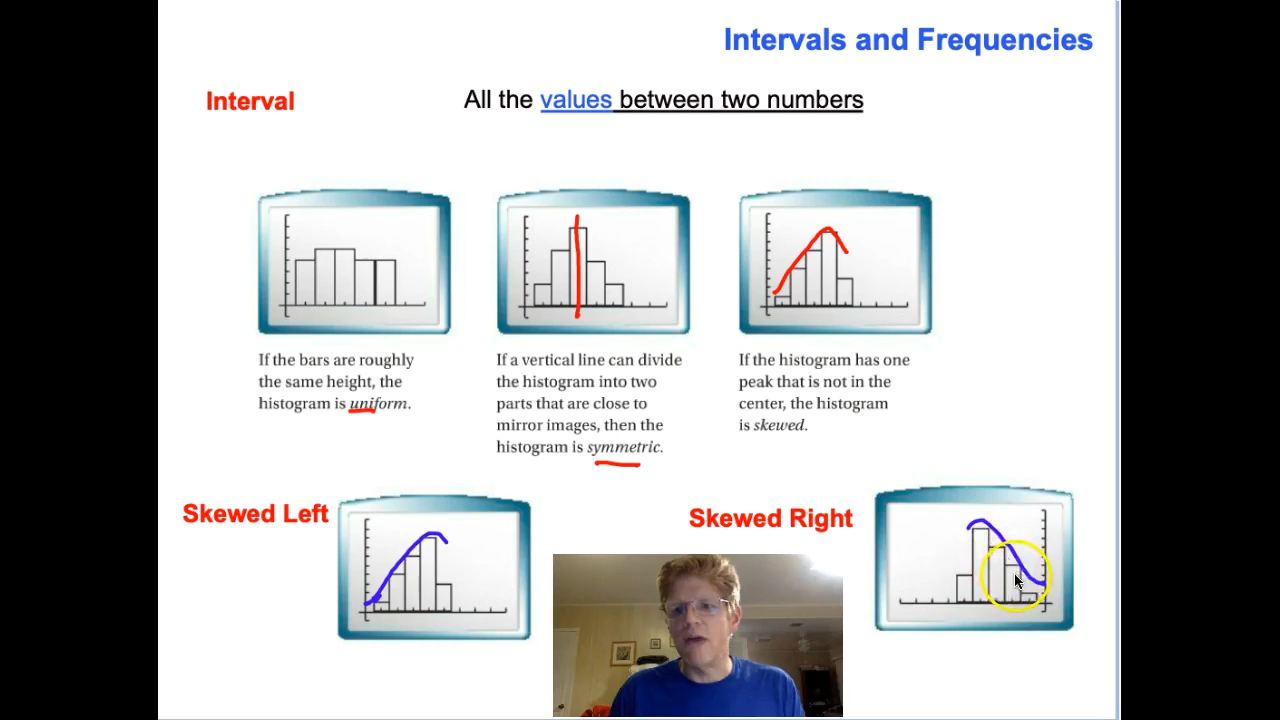 Intervals and Frequencies
Interval
All the values between two numbers
If the bars are roughly
the same height, the
histogram is uniform.
If a vertical line can divide
the histogram into two
parts that are close to
mirror images, then the
histogram is symmetric.
If the histogram has one
peak that is not in the
center, the histogram
is skewed.
Skewed Left
Skewed Right